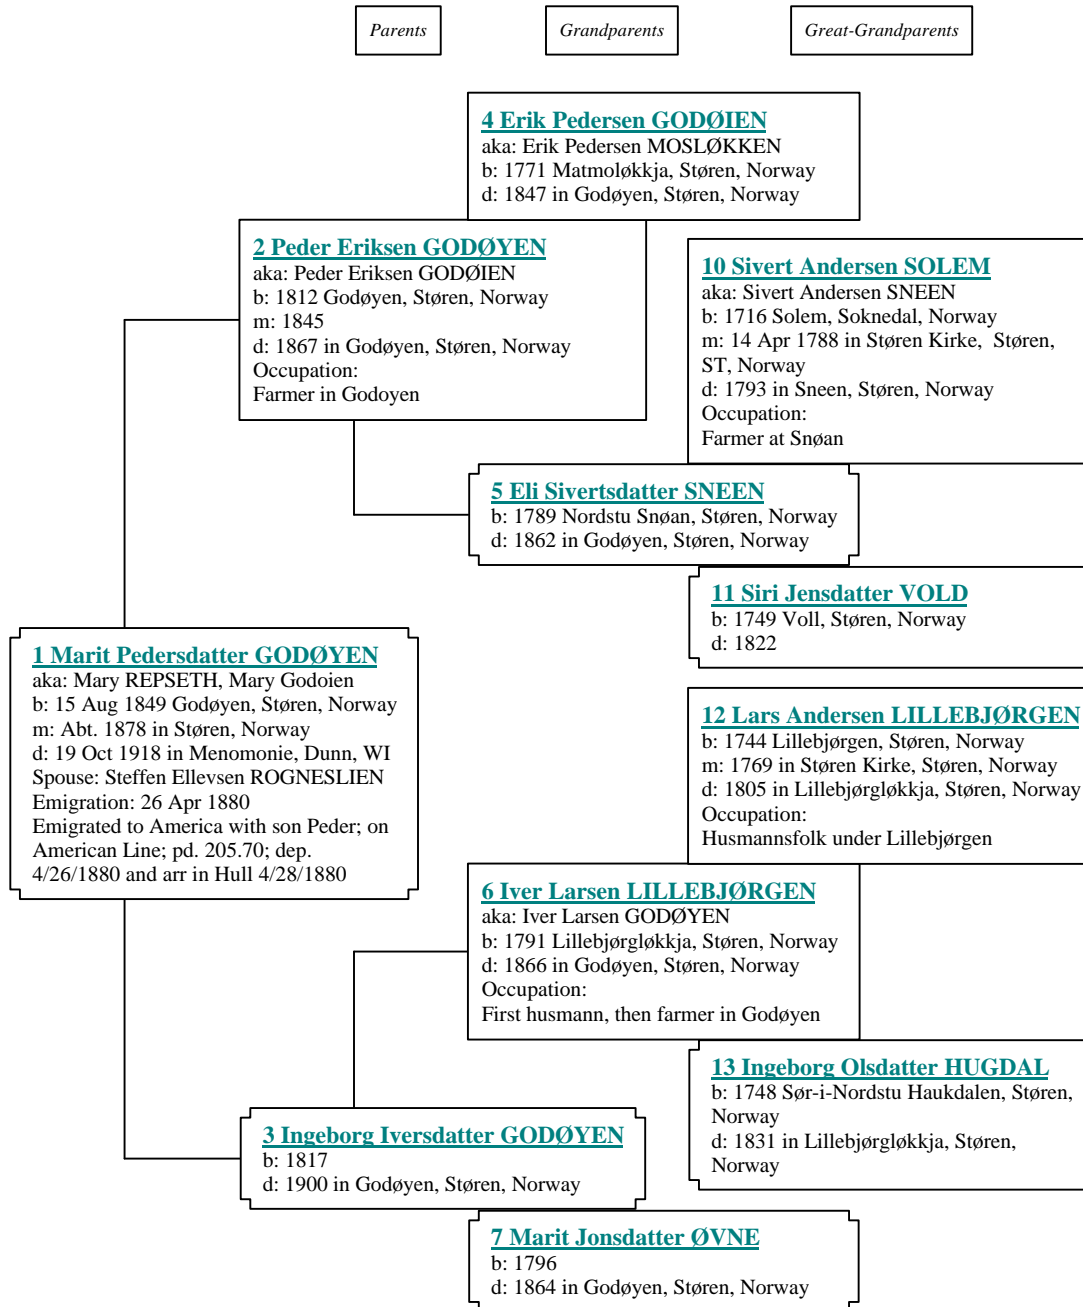 Parents
Grandparents
Great-Grandparents
4 Erik Pedersen GODØIEN
aka: Erik Pedersen MOSLØKKEN
b: 1771 Matmoløkkja, Støren, Norway
d: 1847 in Godøyen, Støren, Norway
2 Peder Eriksen GODØYEN
aka: Peder Eriksen GODØIEN
b: 1812 Godøyen, Støren, Norway
m: 1845
d: 1867 in Godøyen, Støren, Norway
Occupation:
Farmer in Godoyen
10 Sivert Andersen SOLEM
aka: Sivert Andersen SNEEN
b: 1716 Solem, Soknedal, Norway
m: 14 Apr 1788 in Støren Kirke, Støren,
ST, Norway
d: 1793 in Sneen, Støren, Norway
Occupation:
Farmer at Snøan
5 Eli Sivertsdatter SNEEN
b: 1789 Nordstu Snøan, Støren, Norway
d: 1862 in Godøyen, Støren, Norway
11 Siri Jensdatter VOLD
b: 1749 Voll, Støren, Norway
d: 1822
1 Marit Pedersdatter GODØYEN
aka: Mary REPSETH, Mary Godoien
b: 15 Aug 1849 Godøyen, Støren, Norway
m: Abt. 1878 in Støren, Norway
d: 19 Oct 1918 in Menomonie, Dunn, WI
Spouse: Steffen Ellevsen ROGNESLIEN
Emigration: 26 Apr 1880
Emigrated to America with son Peder; on
American Line; pd. 205.70; dep.
4/26/1880 and arr in Hull 4/28/1880
12 Lars Andersen LILLEBJØRGEN
b: 1744 Lillebjørgen, Støren, Norway
m: 1769 in Støren Kirke, Støren, Norway
d: 1805 in Lillebjørgløkkja, Støren, Norway
Occupation:
Husmannsfolk under Lillebjørgen
6 Iver Larsen LILLEBJØRGEN
aka: Iver Larsen GODØYEN
b: 1791 Lillebjørgløkkja, Støren, Norway
d: 1866 in Godøyen, Støren, Norway
Occupation:
First husmann, then farmer in Godøyen
13 Ingeborg Olsdatter HUGDAL
b: 1748 Sør-i-Nordstu Haukdalen, Støren,
Norway
d: 1831 in Lillebjørgløkkja, Støren,
Norway
3 Ingeborg Iversdatter GODØYEN
b: 1817
d: 1900 in Godøyen, Støren, Norway
7 Marit Jonsdatter ØVNE
b: 1796
d: 1864 in Godøyen, Støren, Norway